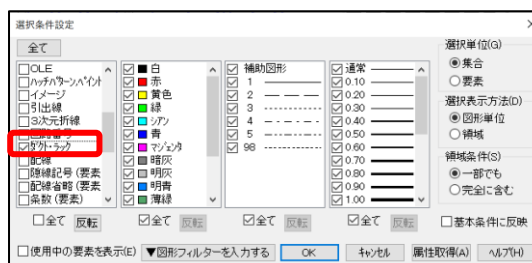 選択条件設定
全て
OLE
ハッチパターン.ペイント
イメージ
引出線
3次元折線
回路番号
ダクト・ラック
配線
隠線記号 (要素
配線省略 (要素
条数 (要素)
全て 反転
白
赤
黄色
緑
シアン
青
マジェンタ
暗灰
明灰
明青
薄緑
全て 反転
補助図形
1
2
3
4
5
98
全て 反転
通常
0.10
0.20
0.30
0.40
0.50
0.60
0.70
0.80
0.90
1.00
全て 反転
選択単位(G)
集合
要素
選択表示方法(D)
図形単位
領域
領域条件(S)
一部でも
完全に含む
基本条件に反映
使用中の要素を表示(E) ▼図形フィルターを入力する OK キャンセル 属性取得(A) ヘルプ(H)